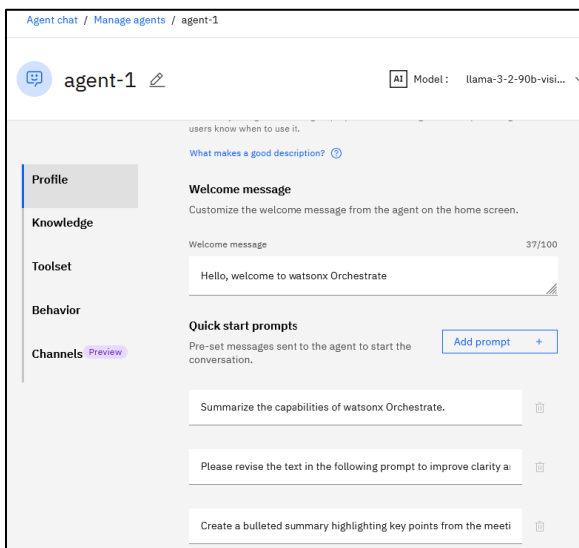 Agent chat / Manage agents / agent-1
agent-1
AI Model: llama-3-2-90b-visi...
users know when to use it.
What makes a good description?
Profile
Knowledge
Toolset
Behavior
Channels Preview
Welcome message
Customize the welcome message from the agent on the home screen.
Welcome message 37/100
Hello, welcome to watsonx Orchestrate
Quick start prompts
Pre-set messages sent to the agent to start the
conversation.
Add prompt +
Summarize the capabilities of watsonx Orchestrate.
Please revise the text in the following prompt to improve clarity a
Create a bulleted summary highlighting key points from the meeti